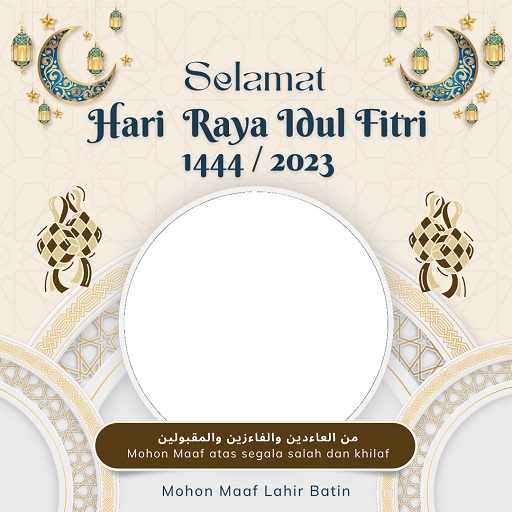 Selamat
Hari Raya Idul Fitri
1444 / 2023
من العاءدين والفاءزين والمقبولين
Mohon Maaf atas segala salah dan khilaf
Mohon Maaf Lahir Batin